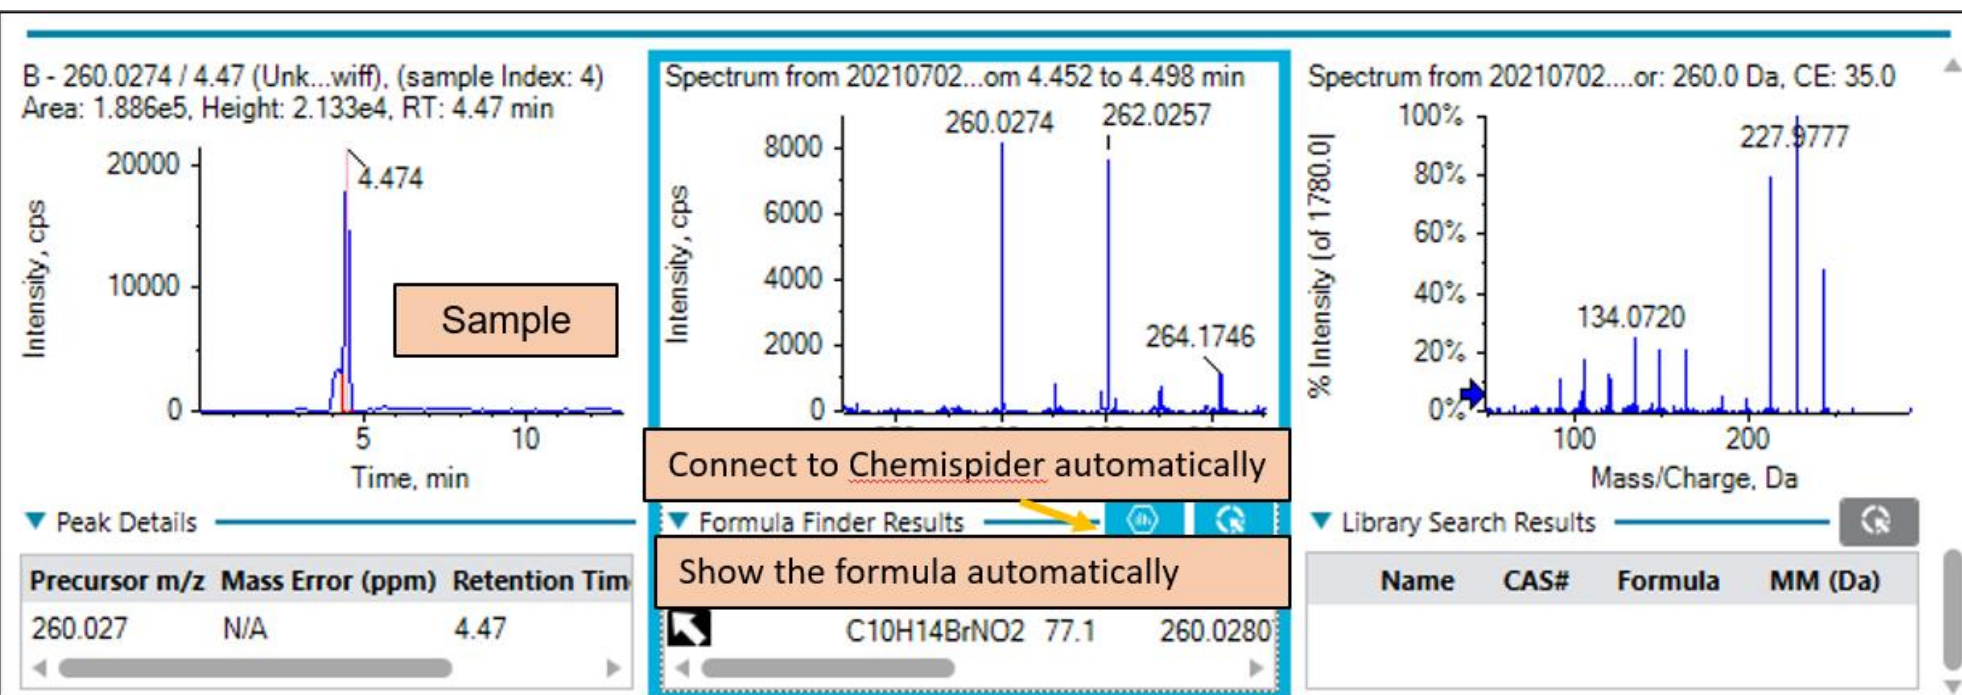 B - 260.0274 / 4.47 (Unk...wiff), (sample Index: 4)
Area: 1.886e5, Height: 2.133e4, RT: 4.47 min
20000
4.474
10000
0
5
10
Intensity, cps
Time, min
Sample
Spectrum from 20210702...om 4.452 to 4.498 min
260.0274
262.0257
8000
6000
4000
2000
264.1746
0
Intensity, cps
Connect to Chemispider automatically
Spectrum from 20210702....or: 260.0 Da, CE: 35.0
100%
227.9777
80%
60%
40%
134.0720
20%
0%
100
200
% Intensity (of 1780.0)
Mass/Charge, Da
Peak Details
Precursor m/z Mass Error (ppm) Retention Tim
260.027 N/A 4.47
Formula Finder Results
Show the formula automatically
C10H14BrNO2 77.1 260.0280
Library Search Results
Name CAS# Formula MM (Da)